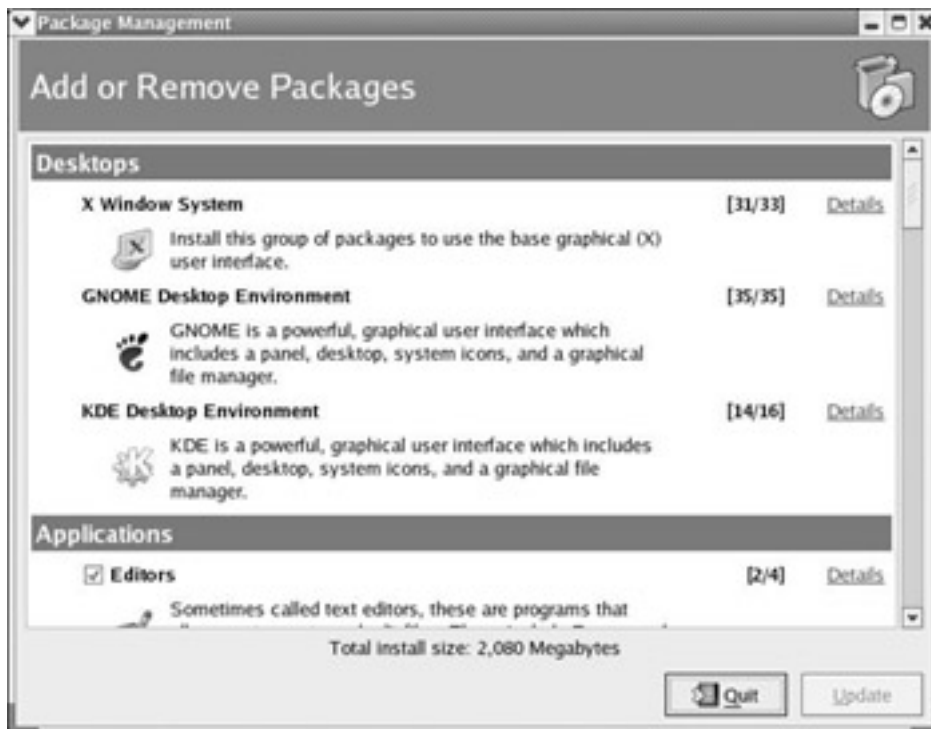 Package Management
Add or Remove Packages
Desktops
X Window System [31/33] Details
Install this group of packages to use the base graphical (X)
user interface.
GNOME Desktop Environment [35/35] Details
GNOME is a powerful, graphical user interface which
includes a panel, desktop, system icons, and a graphical
file manager.
KDE Desktop Environment [14/16] Details
KDE is a powerful, graphical user interface which includes
a panel, desktop, system icons, and a graphical file
manager.
Applications
Editors [2/4] Details
Sometimes called text editors, these are programs that
Total install size: 2,080 Megabytes
Quit Update